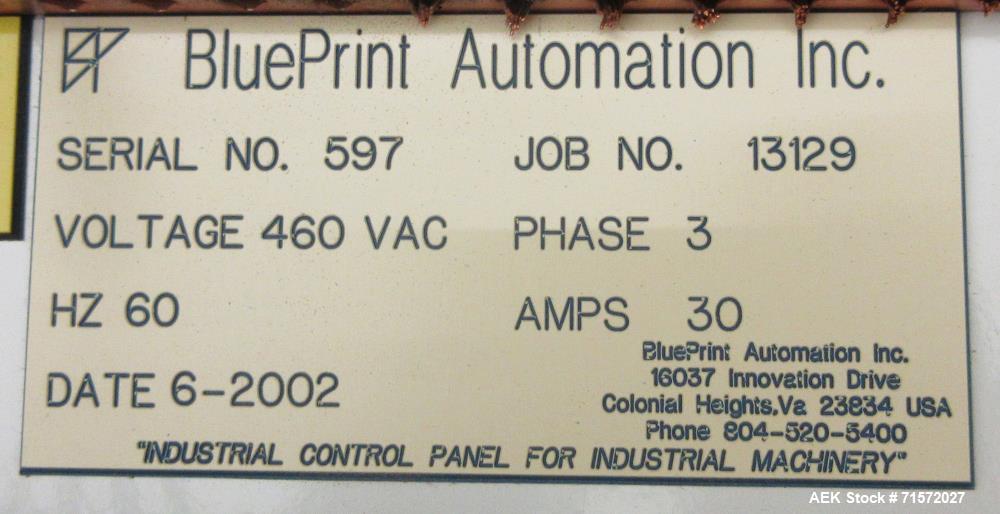 BluePrint Automation Inc.
SERIAL NO. 597 JOB NO. 13129
VOLTAGE 460 VAC PHASE 3
HZ 60 AMPS 30
DATE 6-2002
BluePrint Automation Inc.
16037 Innovation Drive
Colonial Heights,Va 23834 USA
Phone 804-520-5400
"INDUSTRIAL CONTROL PANEL FOR INDUSTRIAL MACHINERY"
AEK Stock # 71572027